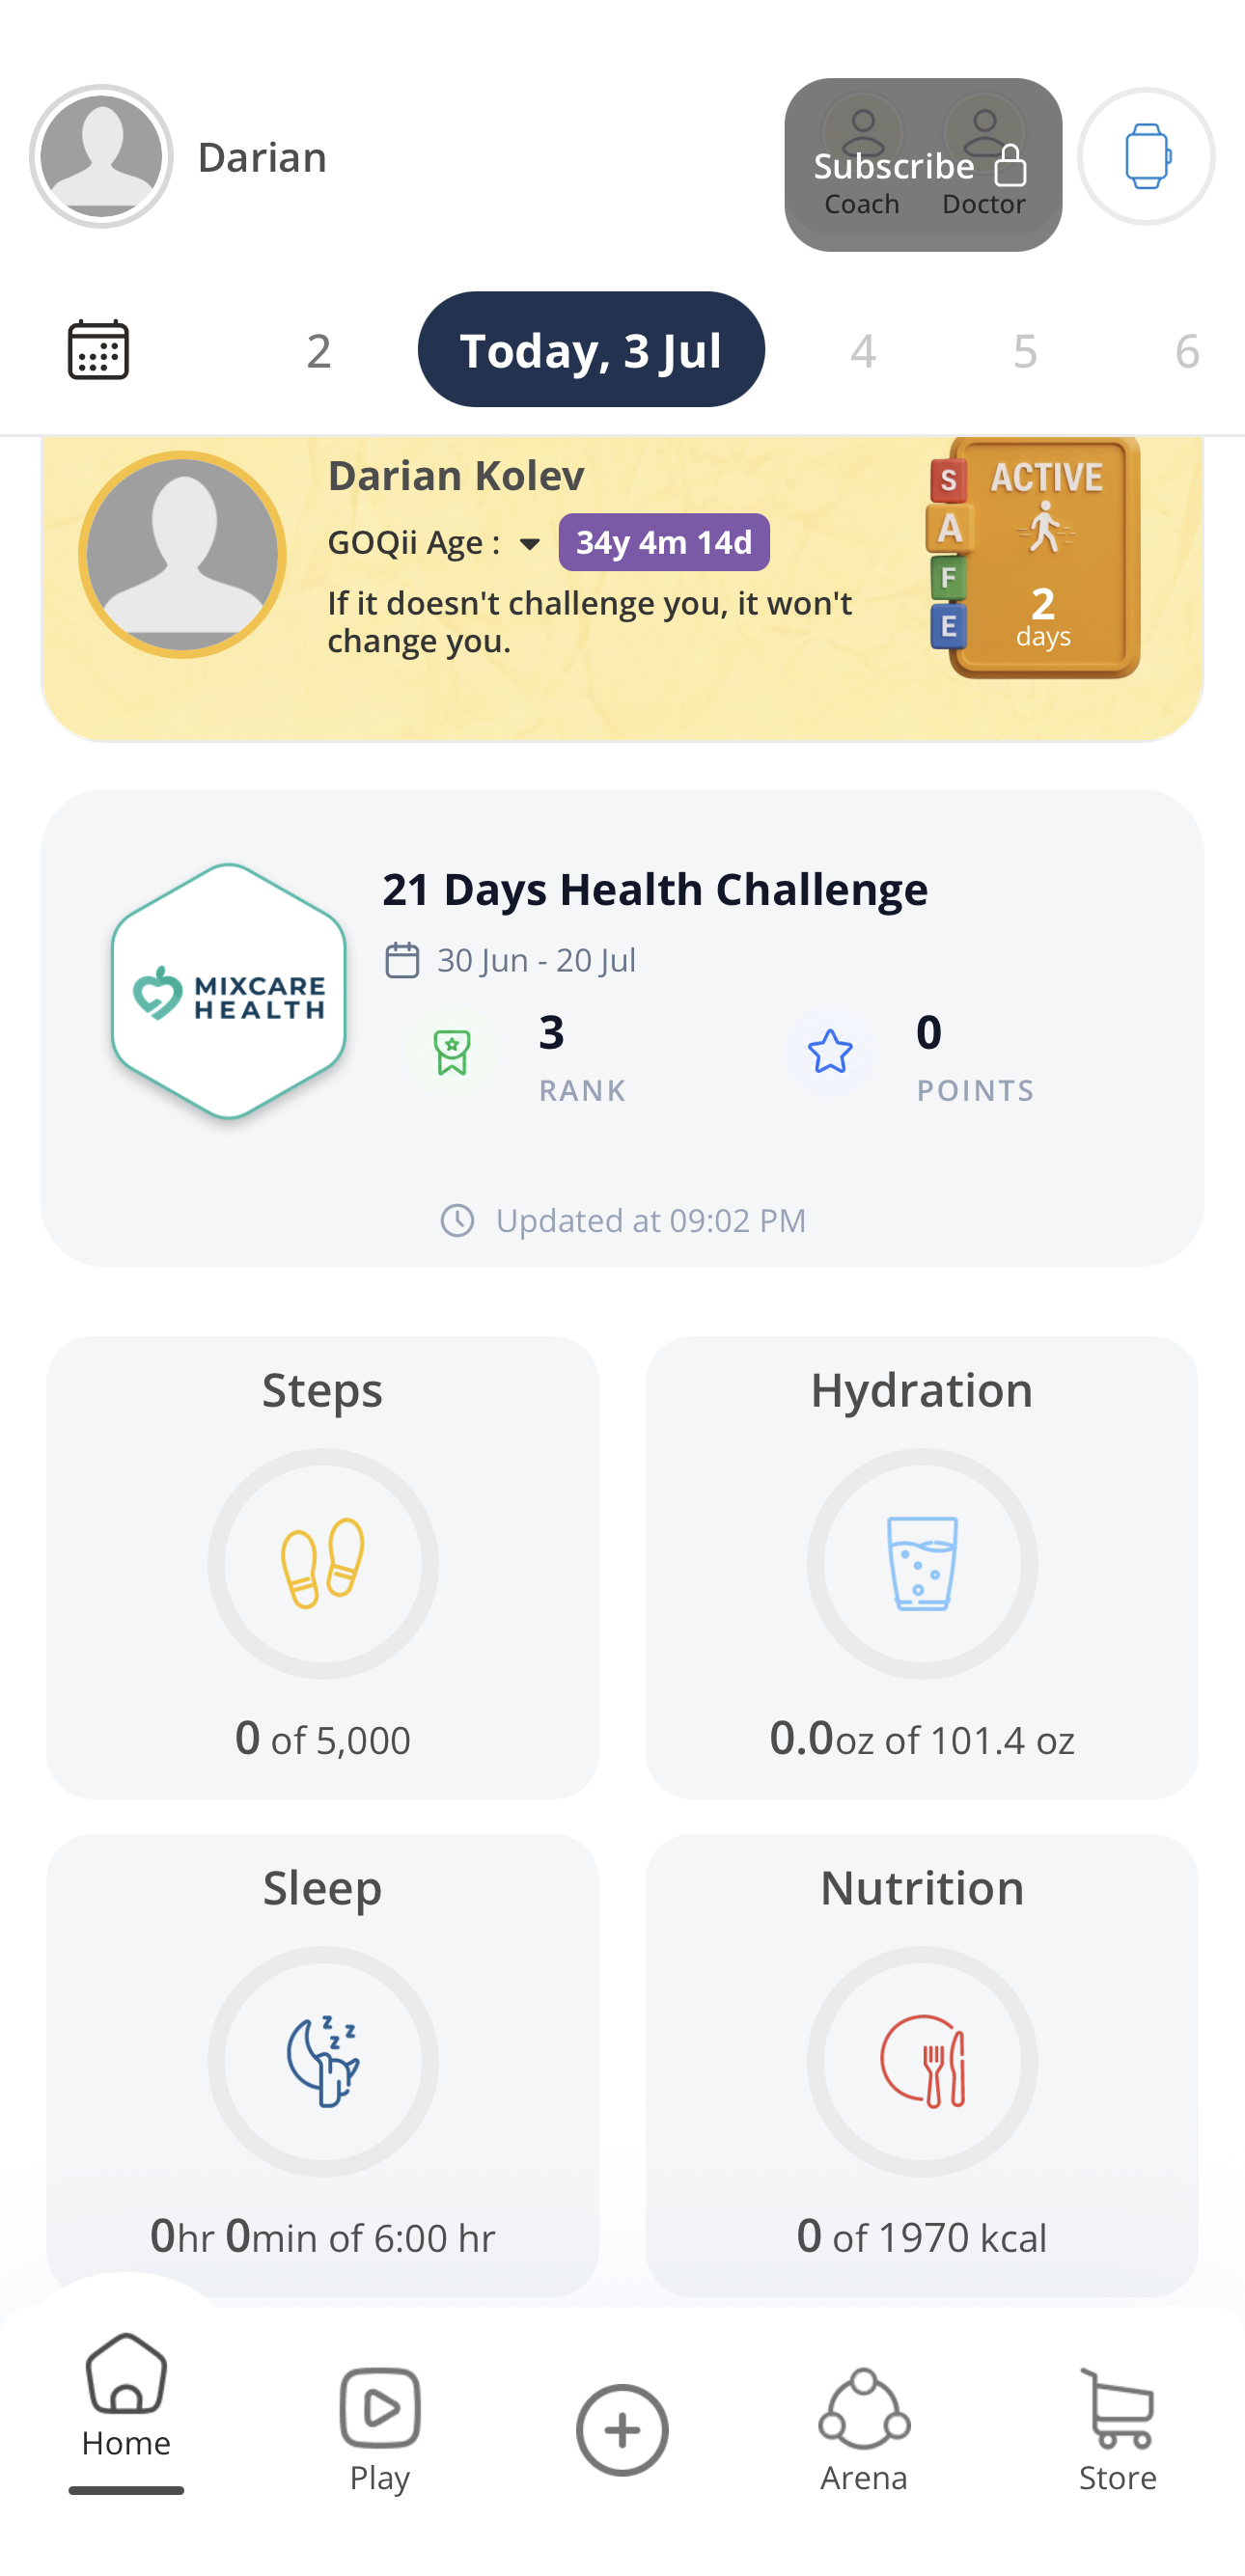 Darian
Subscribe
Coach Doctor
2 Today, 3 Jul 4 5 6
Darian Kolev
GOQii Age : 34y 4m 14d
If it doesn't challenge you, it won't
change you.
S
A
F
E
ACTIVE
2
days
21 Days Health Challenge
30 Jun - 20 Jul
MIXCARE
HEALTH
3
RANK
0
POINTS
Updated at 09:02 PM
Steps
0 of 5,000
Hydration
0.0oz of 101.4 oz
Sleep
z z z
0hr 0min of 6:00 hr
Nutrition
0 of 1970 kcal
Home
Play
Arena
Store